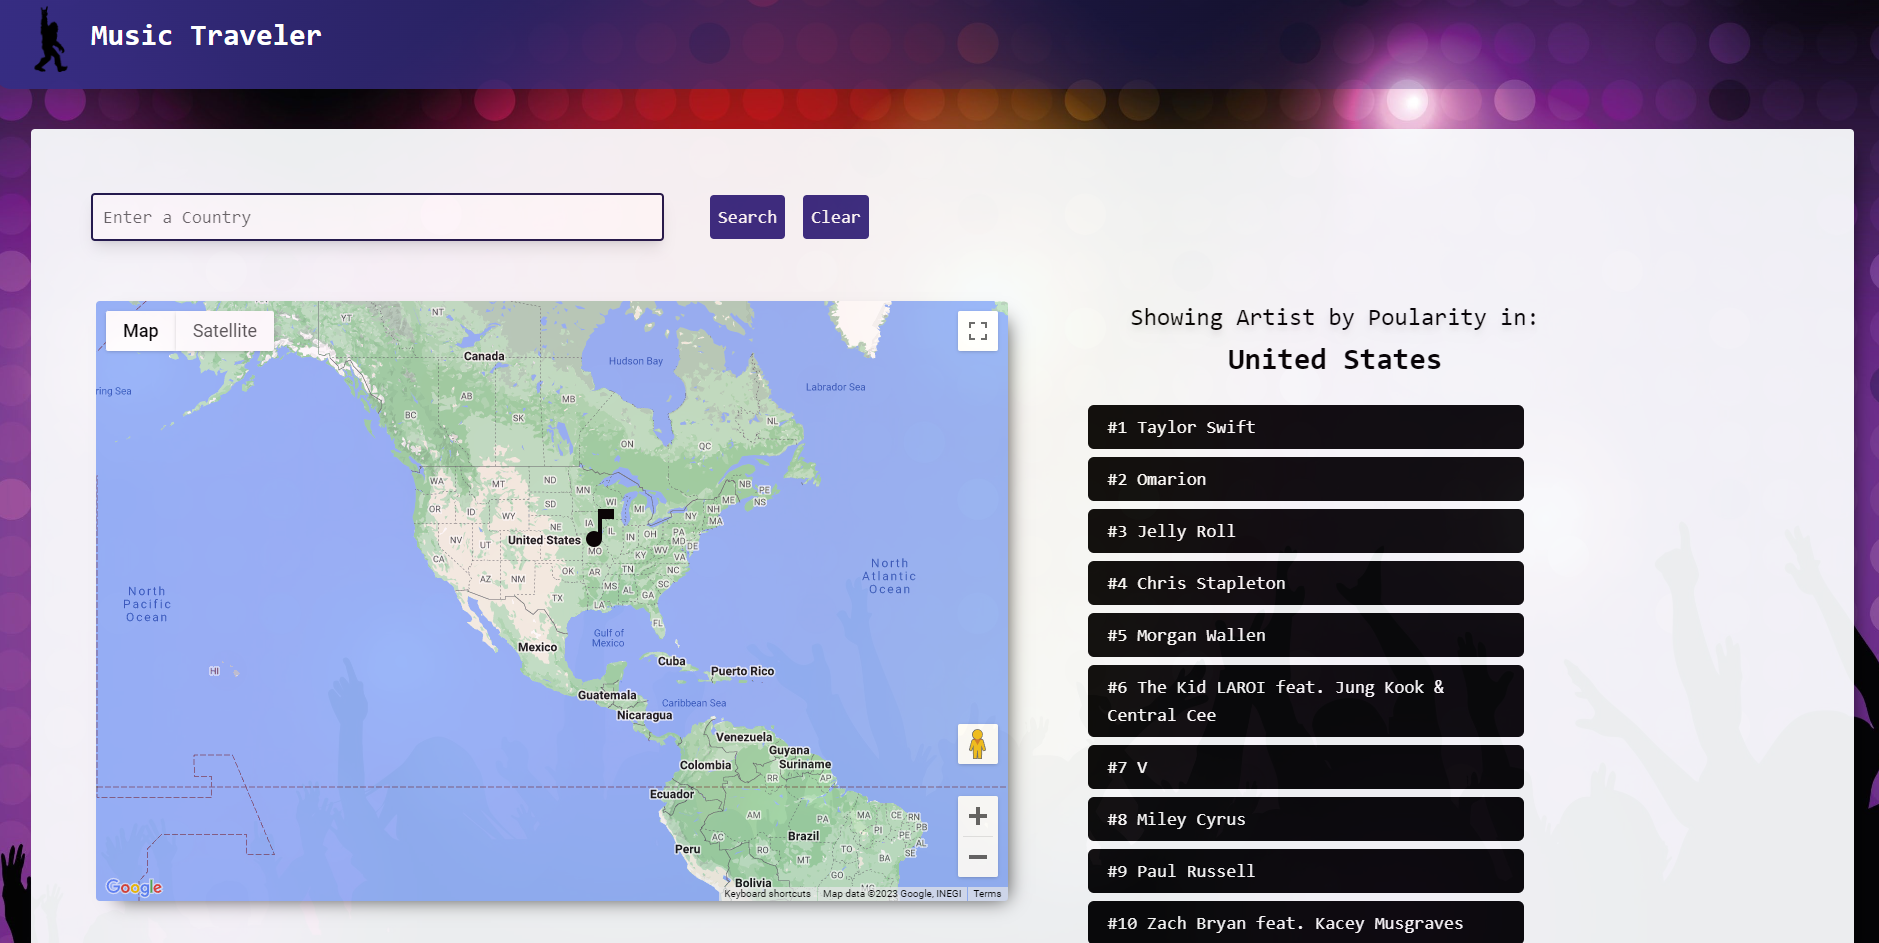 Music Traveler
Enter a Country
Search
Clear
Map
Satellite
YT
NT
Canada
Hudson Bay
Labrador Sea
ring Sea
AB
MB
BC
SK
NL
ON
QC
WA
MT
ND
MN
NB
PE
NS
ME
OR
ID
SD
WI
MI
NH
WY
IA
NY
MA
NE
IL
IN
OH
PA
NV
UT
United States
MO
MD
DE
WV
KY
VA
CA
CO
AZ
NM
OK
AR
TN
NC
SC
MS
AL
GA
TX
LA
FL
North
Pacific
Ocean
North
Atlantic
Ocean
Gulf of
Mexico
Mexico
HI
Cuba
Puerto Rico
Guatemala
Caribbean Sea
Nicaragua
Venezuela
Guyana
Colombia
Suriname
RR
AP
Ecuador
AM
PA
MA
CE
RN
PB
PI
PE
AL
AC
Brazil
TO
SE
Peru
RO
MT
BA
GO
Bolivia
Google
Keyboard shortcuts
Map data ©2023 Google, INEGI
Terms
Showing Artist by Poularity in:
United States
#1 Taylor Swift
#2 Omarion
#3 Jelly Roll
#4 Chris Stapleton
#5 Morgan Wallen
#6 The Kid LAROI feat. Jung Kook &
Central Cee
#7 V
#8 Miley Cyrus
#9 Paul Russell
#10 Zach Bryan feat. Kacey Musgraves